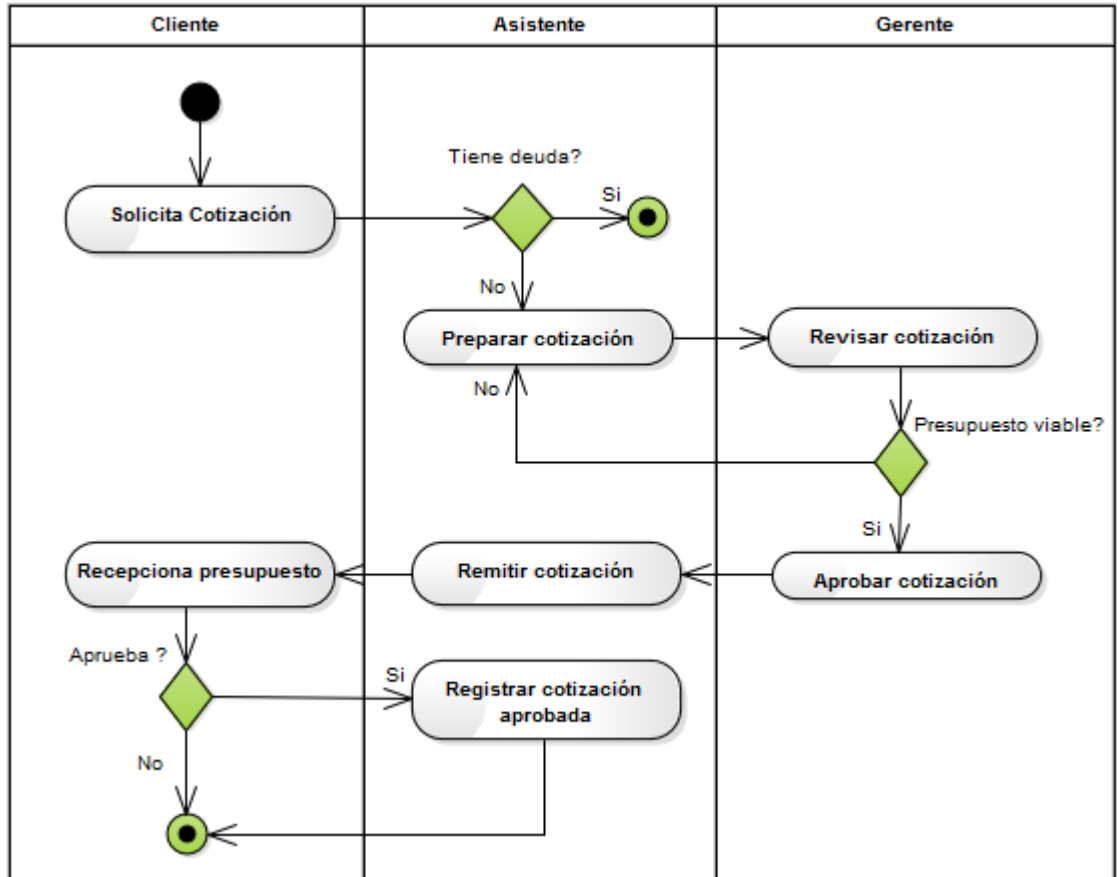 Cliente
Asistente
Gerente
Tiene deuda?
Si
Solicita Cotización
No
Preparar cotización
Revisar cotización
No
Presupuesto viable?
Si
Recepciona presupuesto
Remitir cotización
Aprobar cotización
Aprueba ?
Si
Registrar cotización
aprobada
No